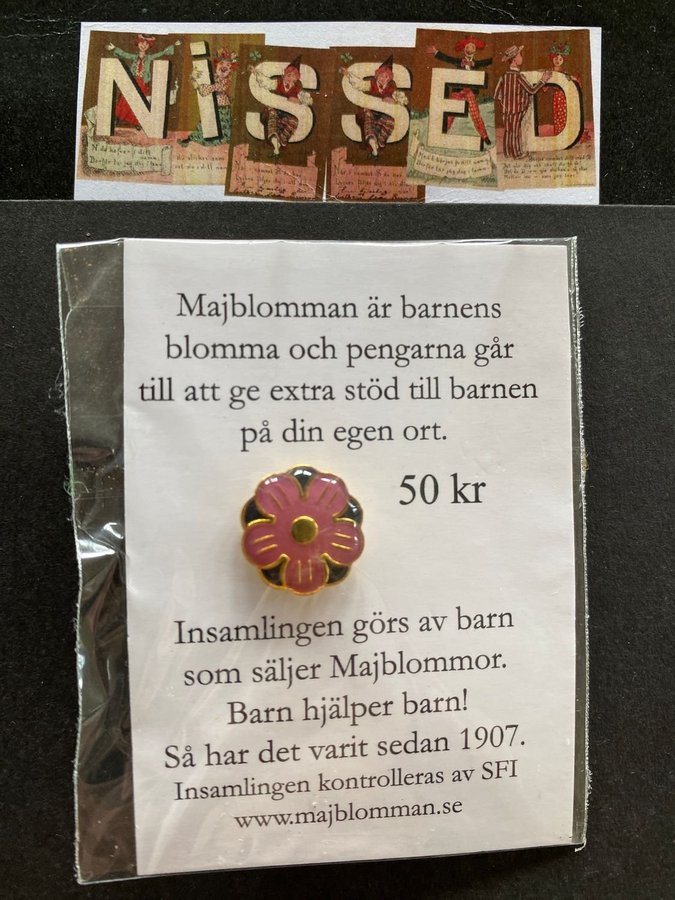 NiSSED
Majblomman är barnens
blomma och pengarna går
till att ge extra stöd till barnen
på din egen ort.
50 kr
Insamlingen görs av barn
som säljer Majblommor.
Barn hjälper barn!
Så har det varit sedan 1907.
Insamlingen kontrolleras av SFI
www.majblomman.se